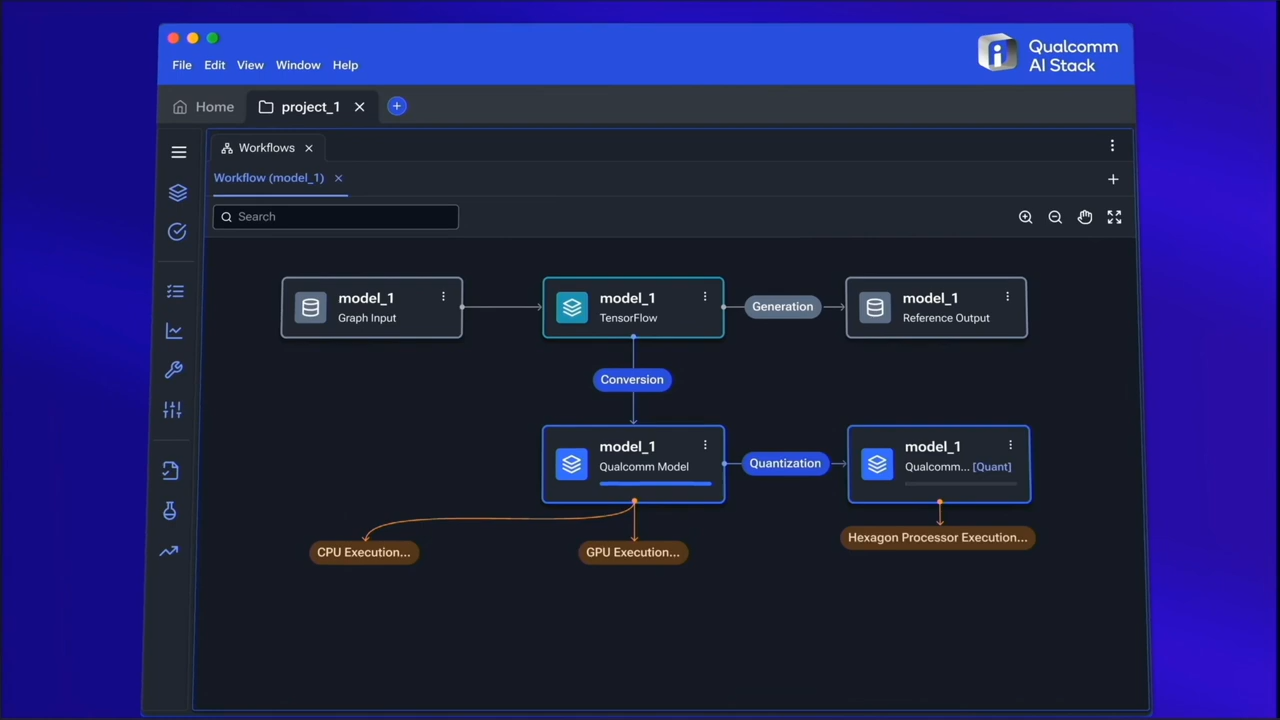 File Edit View Window Help
Qualcomm
AI Stack
Home
project_1
Workflows
Workflow (model_1)
Search
model_1
Graph Input
model_1
TensorFlow
Generation
model_1
Reference Output
Conversion
model_1
Qualcomm Model
Quantization
model_1
Qualcomm... [Quant]
CPU Execution...
GPU Execution...
Hexagon Processor Execution...